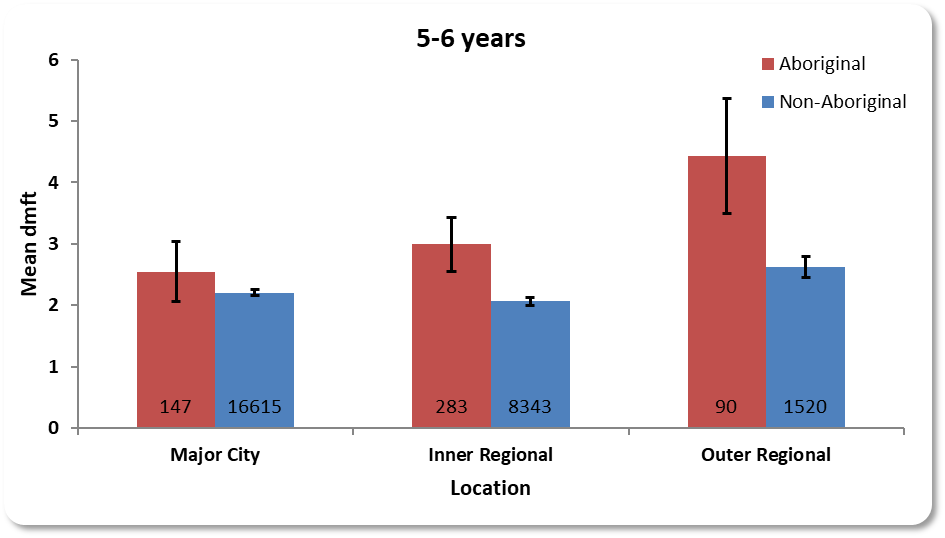 5-6 years
Aboriginal
Non-Aboriginal
Mean dmft
6
5
4
3
2
1
0
147 16615 283 8343 90 1520
Major City Inner Regional Outer Regional
Location